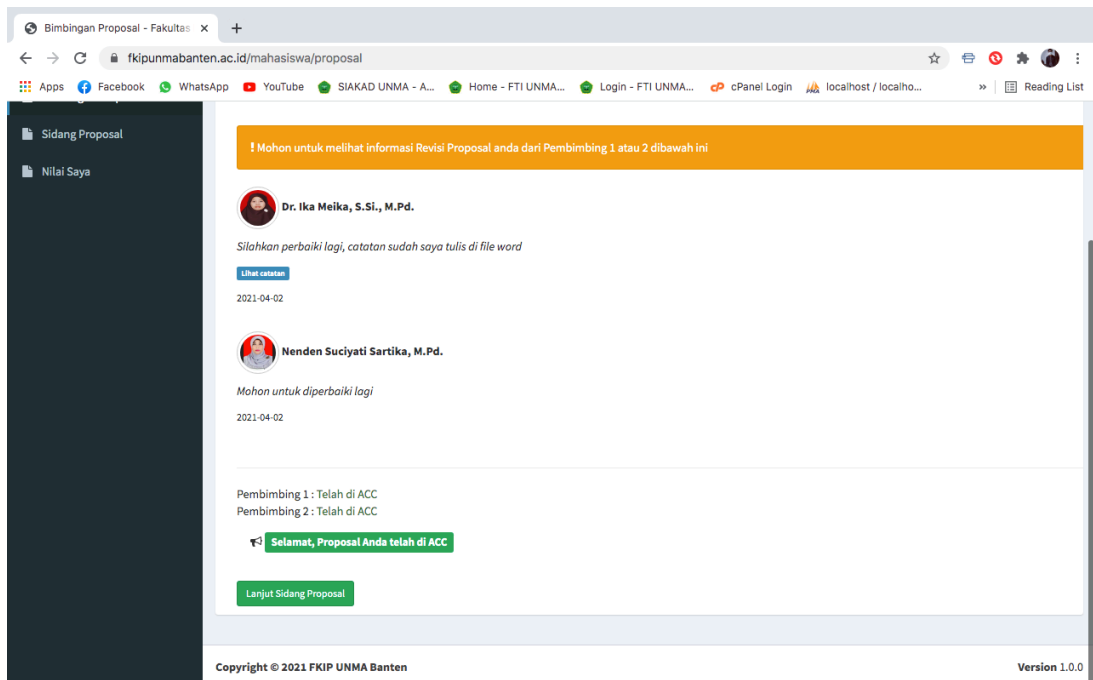 Bimbingan Proposal - Fakultas
fkipunmabanten.ac.id/mahasiswa/proposal
Apps Facebook WhatsApp YouTube SIAKAD UNMA - A... Home - FTI UNMA... Login - FTI UNMA... cPanel Login localhost / localho... » Reading List
Sidang Proposal
Nilai Saya
! Mohon untuk melihat informasi Revisi Proposal anda dari Pembimbing 1 atau 2 dibawah ini
Dr. Ika Meika, S.Si., M.Pd.
Silahkan perbaiki lagi, catatan sudah saya tulis di file word
Lihat catatan
2021-04-02
Nenden Suciyati Sartika, M.Pd.
Mohon untuk diperbaiki lagi
2021-04-02
Pembimbing 1 : Telah di ACC
Pembimbing 2 : Telah di ACC
Selamat, Proposal Anda telah di ACC
Lanjut Sidang Proposal
Copyright © 2021 FKIP UNMA Banten
Version 1.0.0